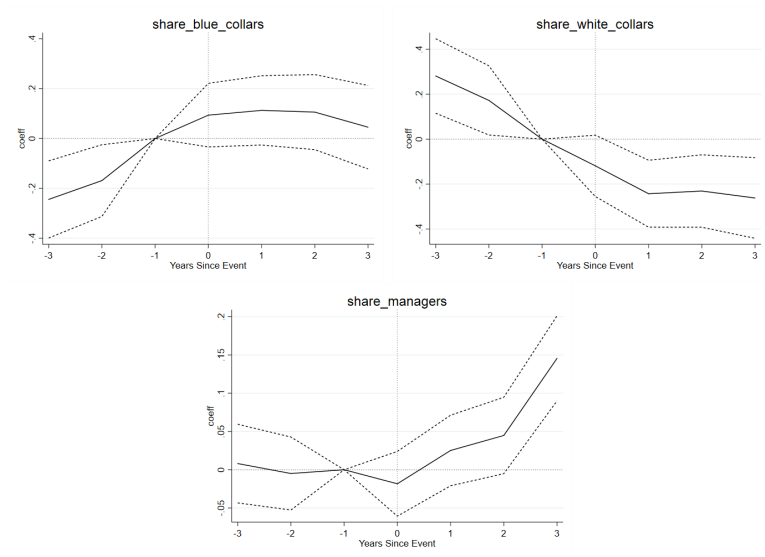 share_blue_collars
.4
.2
0
-.2
-.4
coeff
-3 -2 -1 0 1 2 3
Years Since Event
share_white_collars
.4
.2
0
-.2
-.4
coeff
-3 -2 -1 0 1 2 3
Years Since Event
share_managers
.2
.15
.1
.05
0
-.05
coeff
-3 -2 -1 0 1 2 3
Years Since Event